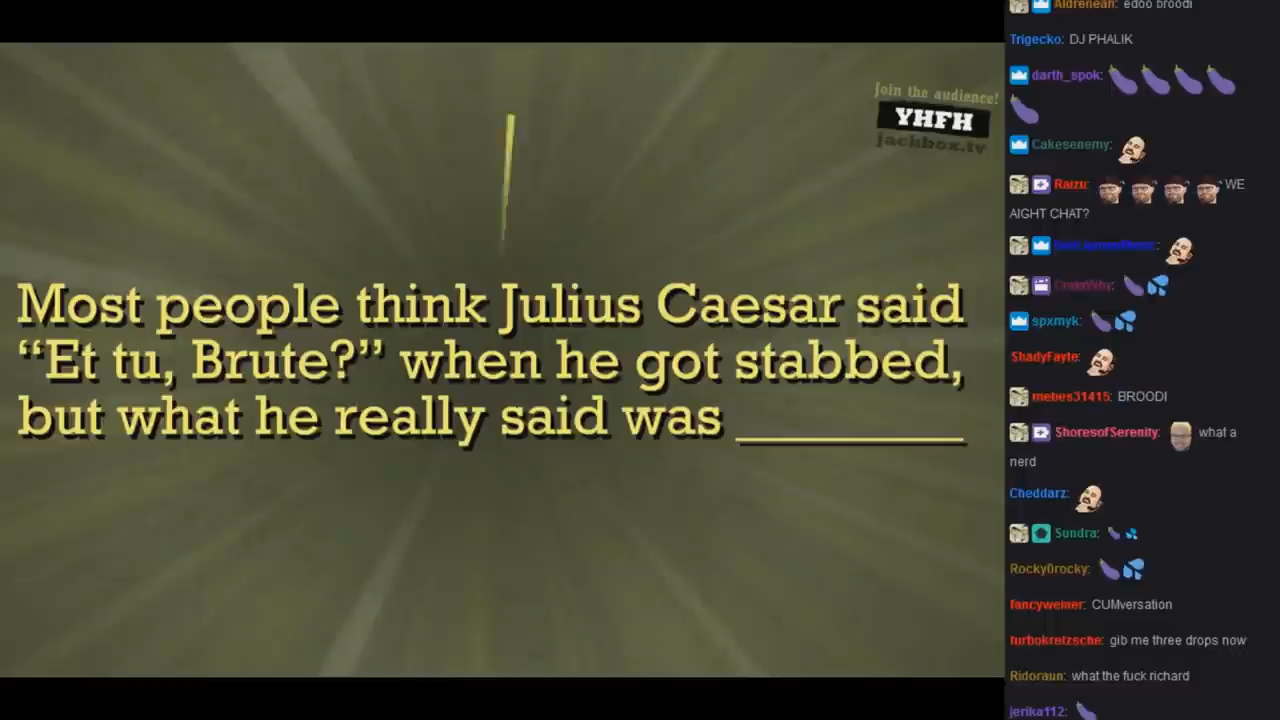 Join the audience!
YHFH
jackbox.tv
Most people think Julius Caesar said
“Et tu, Brute?” when he got stabbed,
but what he really said was ____________
Aldrenean: edoo broodi
Trigecko: DJ PHALIK
darth_spok:
Cakesenemy:
Raizu: WE
AIGHT CHAT?
spxmyk:
ShadyFayte:
mebes31415: BROODI
ShoresofSerenity: what a
nerd
Cheddarz:
Sundra:
Rocky0rocky:
fancyweiner: CUMversation
turbokretzsche: gib me three drops now
Ridoraun: what the fuck richard
jerika112: